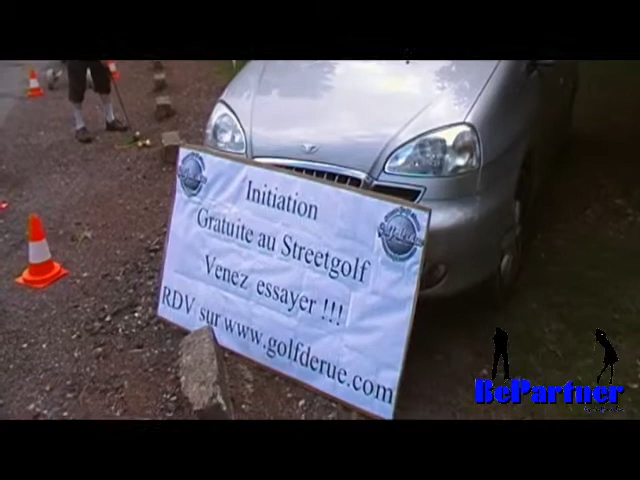 Initiation
Gratuite au Streetgolf
Venez essayer !!!
RDV sur www.golfderue.com
BePartner